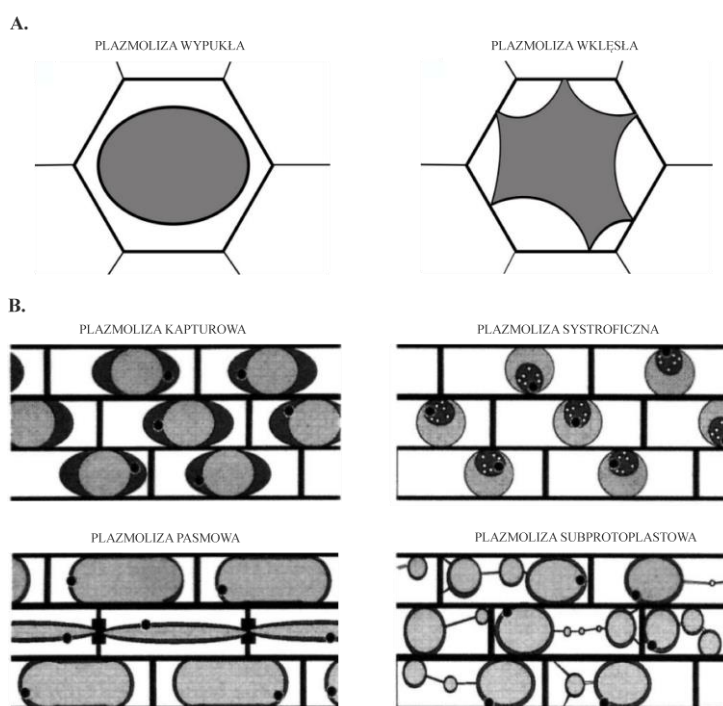 A.
PLAZMOLIZA WYPUKŁA
PLAZMOLIZA WKLĘSŁA
B.
PLAZMOLIZA KAPTUROWA
PLAZMOLIZA SYSTROFICZNA
PLAZMOLIZA PASMOWA
PLAZMOLIZA SUBPROTOPLASTOWA